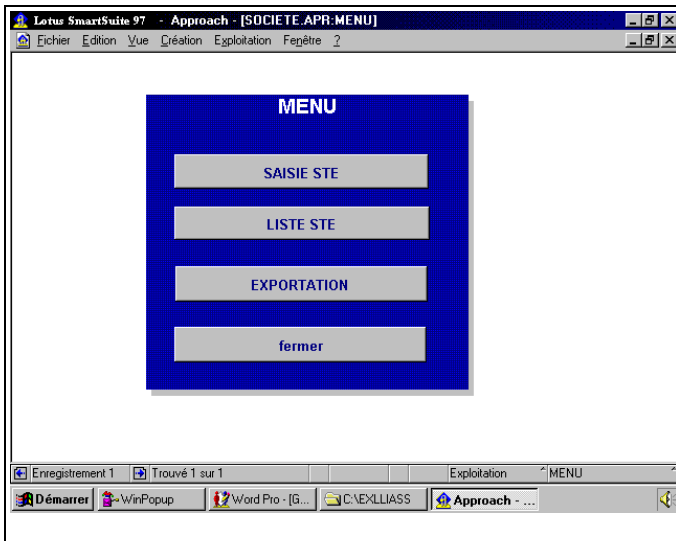 Lotus SmartSuite 97 - Approach - [SOCIETE.APR:MENU]
Fichier Edition Vue Création Exploitation Fenêtre ?
MENU
SAISIE STE
LISTE STE
EXPORTATION
fermer
Enregistrement 1 Trouvé 1 sur 1 Exploitation ^ MENU
Démarrer WinPopup Word Pro - [G... C:\EXLLIASS Approach - ...